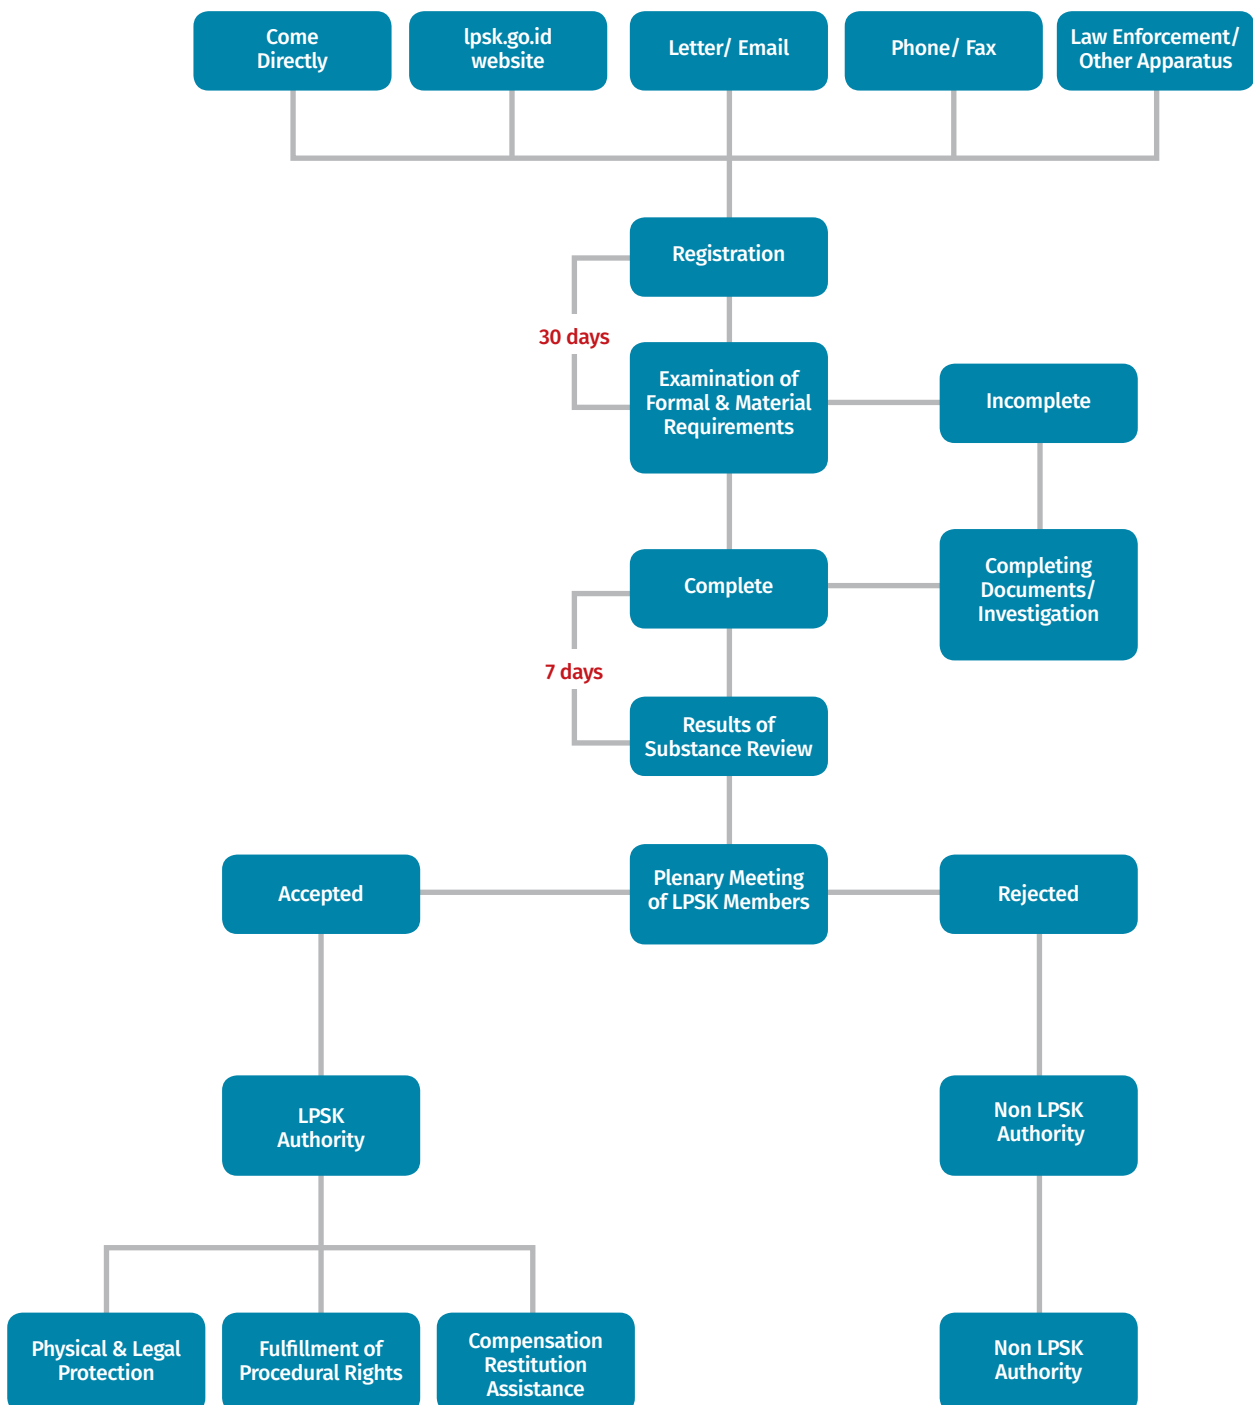 Come
Directly
lpsk.go.id
website
Letter/ Email
Phone/ Fax
Law Enforcement/
Other Apparatus
Registration
30 days
Examination of
Formal & Material
Requirements
Incomplete
Complete
Completing
Documents/
Investigation
7 days
Results of
Substance Review
Accepted
Plenary Meeting
of LPSK Members
Rejected
LPSK
Authority
Non LPSK
Authority
Physical & Legal
Protection
Fulfillment of
Procedural Rights
Compensation
Restitution
Assistance
Non LPSK
Authority